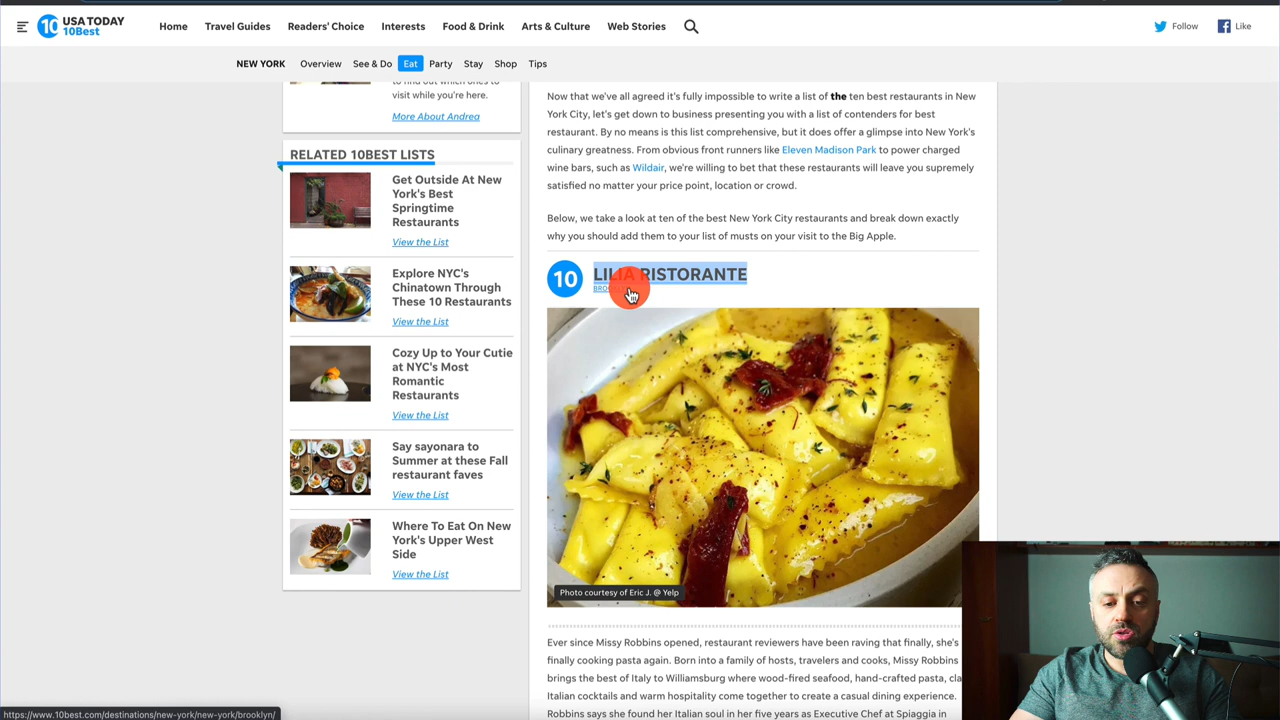 USA TODAY
10Best
Home
Travel Guides
Readers' Choice
Interests
Food & Drink
Arts & Culture
Web Stories
Follow
Like
NEW YORK
Overview
See & Do
Eat
Party
Stay
Shop
Tips
visit while you're here.
More About Andrea
RELATED 10BEST LISTS
Get Outside At New
York's Best
Springtime
Restaurants
View the List
Explore NYC's
Chinatown Through
These 10 Restaurants
View the List
Cozy Up to Your Cutie
at NYC's Most
Romantic
Restaurants
View the List
Say sayonara to
Summer at these Fall
restaurant faves
View the List
Where To Eat On New
York's Upper West
Side
View the List
Now that we've all agreed it's fully impossible to write a list of the ten best restaurants in New
York City, let's get down to business presenting you with a list of contenders for best
restaurant. By no means is this list comprehensive, but it does offer a glimpse into New York's
culinary greatness. From obvious front runners like Eleven Madison Park to power charged
wine bars, such as Wildair, we're willing to bet that these restaurants will leave you supremely
satisfied no matter your price point, location or crowd.
Below, we take a look at ten of the best New York City restaurants and break down exactly
why you should add them to your list of musts on your visit to the Big Apple.
10 LILIA RISTORANTE
Photo courtesy of Eric J. @ Yelp
Ever since Missy Robbins opened, restaurant reviewers have been raving that finally, she's
finally cooking pasta again. Born into a family of hosts, travelers and cooks, Missy Robbins
brings the best of Italy to Williamsburg where wood-fired seafood, hand-crafted pasta,
Italian cocktails and warm hospitality come together to create a casual dining experience.
Robbins says she found her Italian soul in her five years as Executive Chef at Spiaggia in
https://www.10best.com/destinations/new-york/new-york/brooklyn/